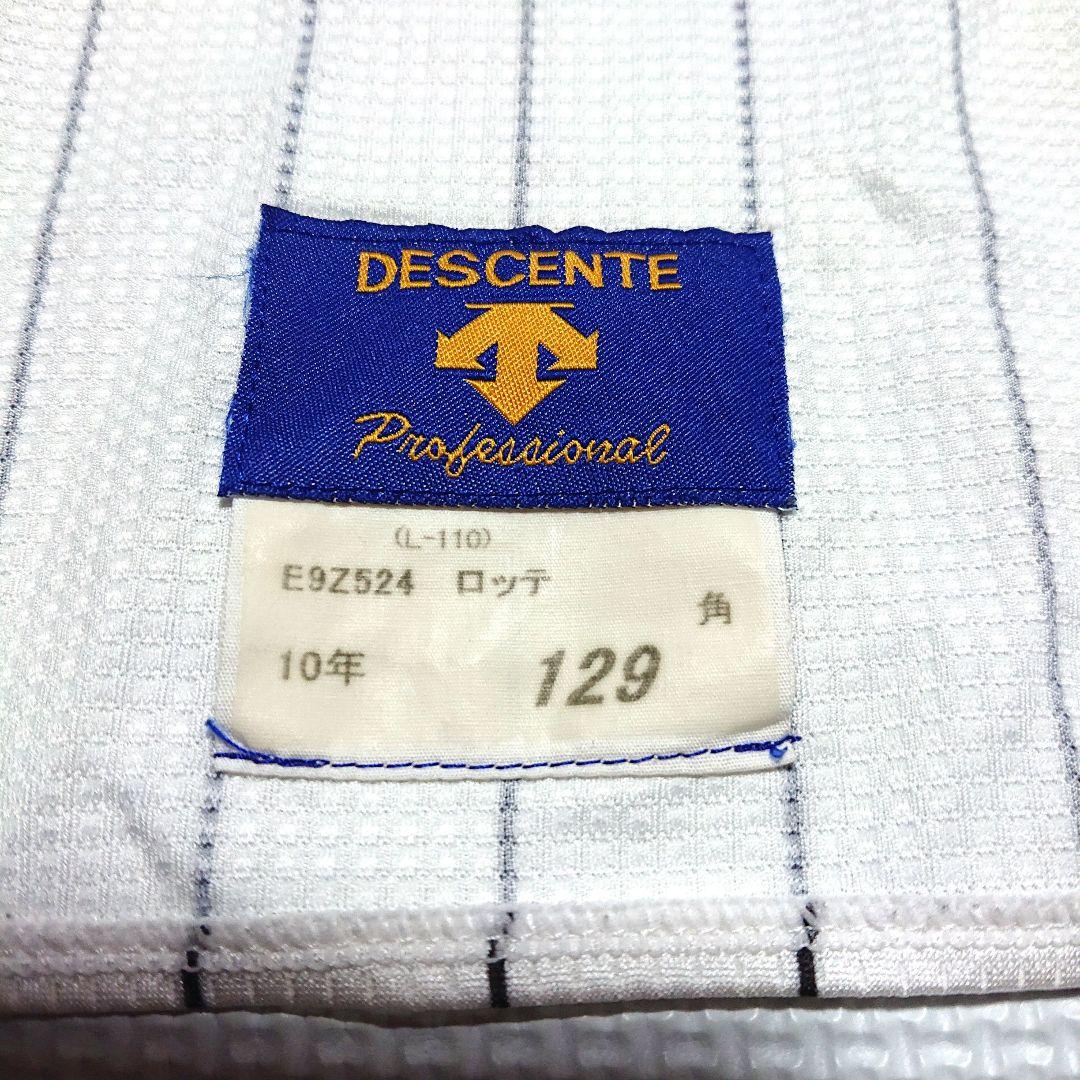 DESCENTE
Professional
(L-110)
E9Z524 ロッテ
角
10年 129